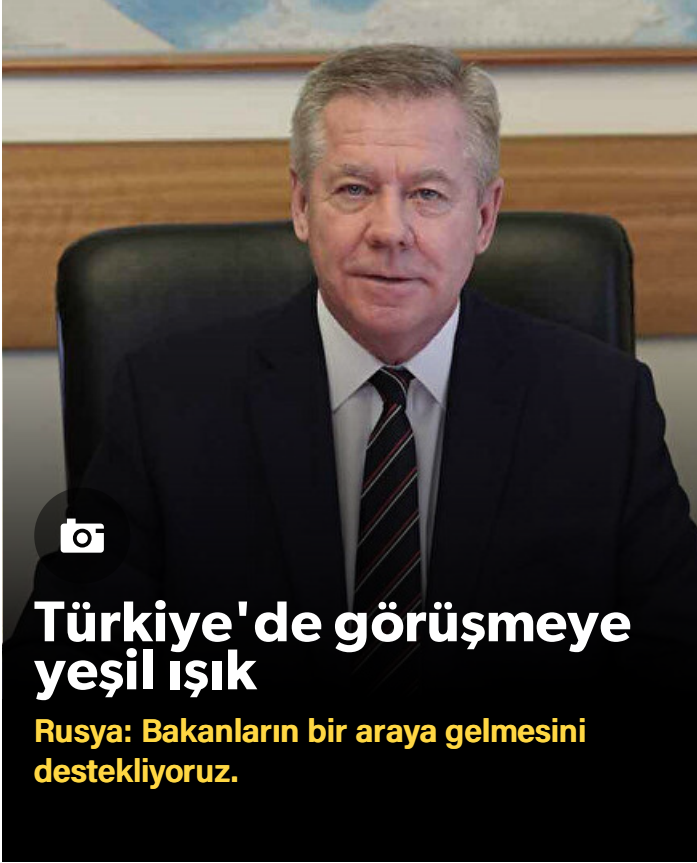 Türkiye'de görüşmeye
yeşil ışık
Rusya: Bakanların bir araya gelmesini
destekliyoruz.